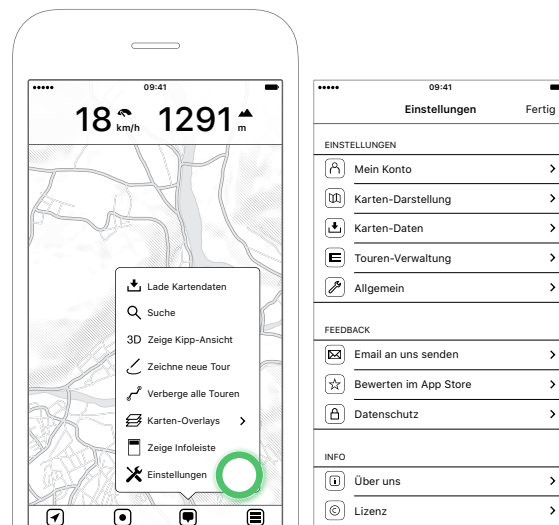 09:41
18 km/h 1291 m
Lade Kartendaten
Suche
3D Zeige Kipp-Ansicht
Zeichne neue Tour
Verberge alle Touren
Karten-Overlays
Zeige Infoleiste
Einstellungen
09:41
Einstellungen Fertig
EINSTELLUNGEN
Mein Konto
Karten-Darstellung
Karten-Daten
Touren-Verwaltung
Allgemein
FEEDBACK
Email an uns senden
Bewerten im App Store
Datenschutz
INFO
Über uns
Lizenz